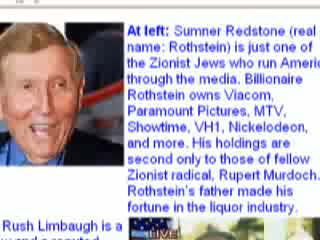 At left: Sumner Redstone (real
name: Rothstein) is just one of
the Zionist Jews who run Americ
through the media. Billionaire
Rothstein owns Viacom,
Paramount Pictures, MTV,
Showtime, VH1, Nickelodeon,
and more. His holdings are
second only to those of fellow
Zionist radical, Rupert Murdoch.
Rothstein's father made his
fortune in the liquor industry.
Rush Limbaugh is a
LIVE